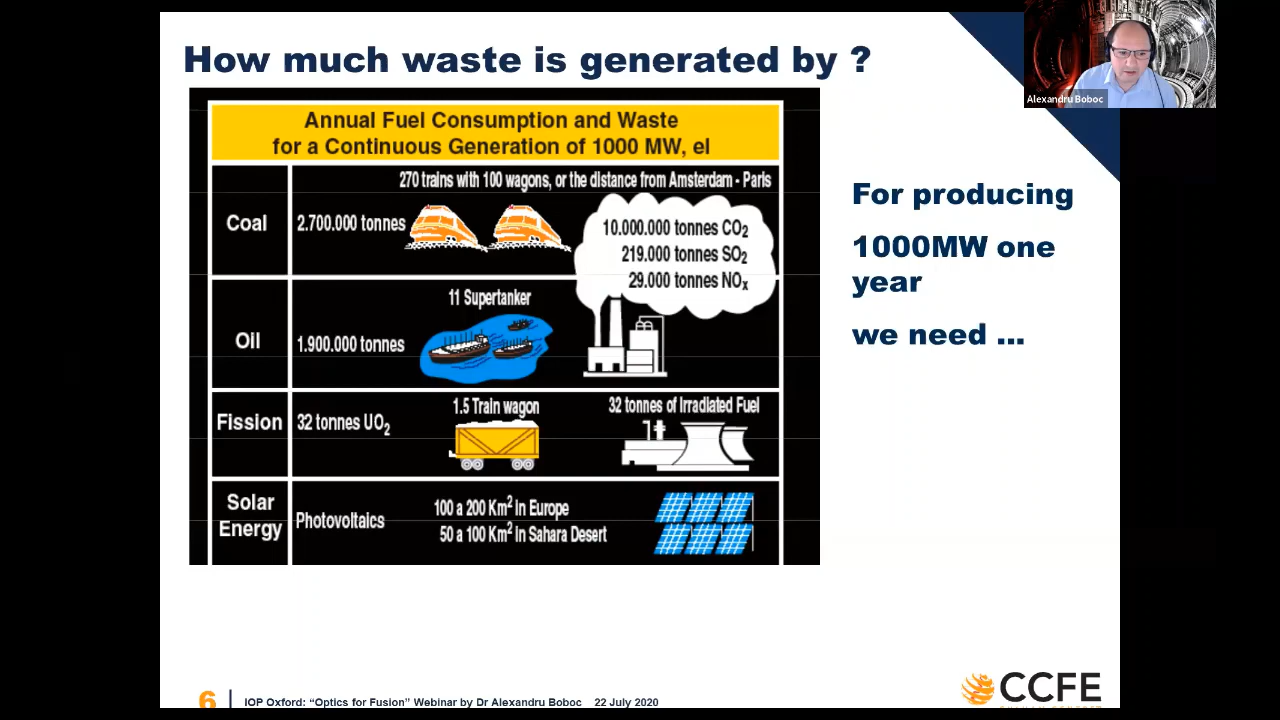 How much waste is generated by ?
Alexandru Boboc
Annual Fuel Consumption and Waste
for a Continuous Generation of 1000 MW, el
270 trains with 100 wagons, or the distance from Amsterdam - Paris
Coal
2.700.000 tonnes
10.000.000 tonnes CO2
219.000 tonnes SO2
29.000 tonnes NOx
11 Supertanker
Oil
1.900.000 tonnes
1.5 Train wagon
32 tonnes of Irradiated Fuel
Fission
32 tonnes UO2
Solar
Energy
Photovoltaics
100 a 200 Km2 in Europe
50 a 100 Km2 in Sahara Desert
For producing
1000MW one
year
we need ...
6
IOP Oxford: “Optics for Fusion” Webinar by Dr Alexandru Boboc 22 July 2020
CCFE